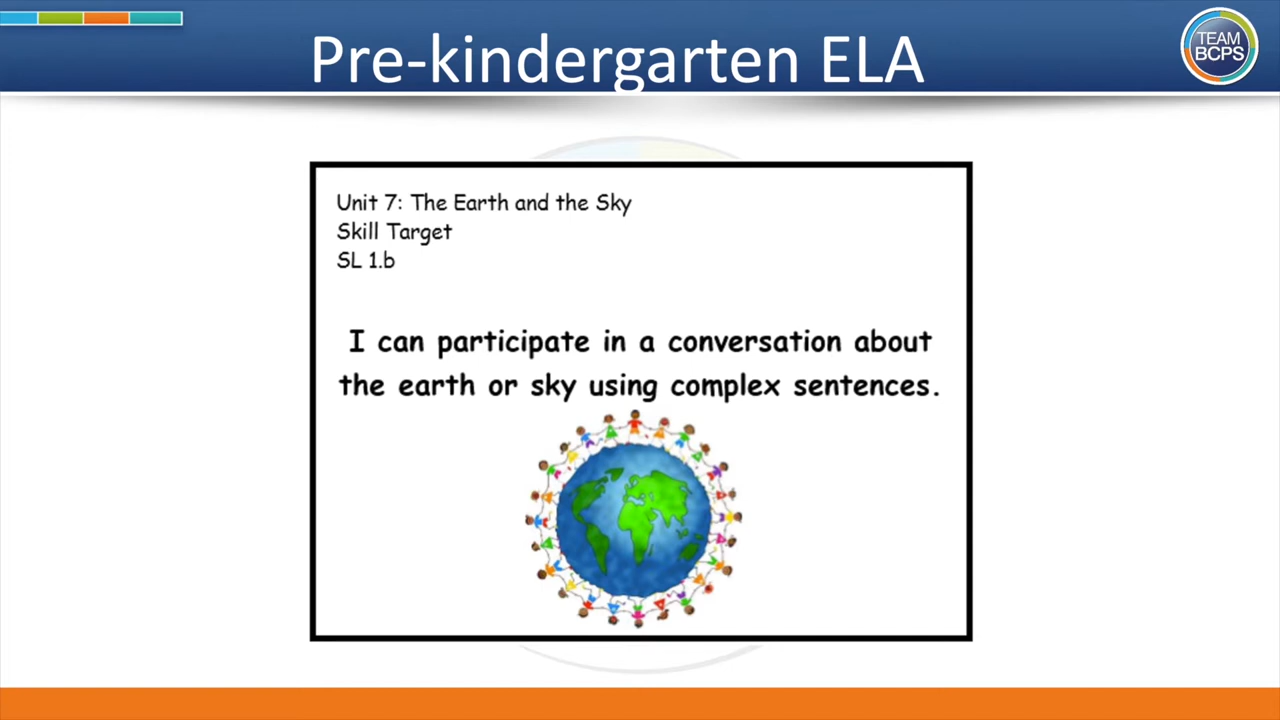 Pre-kindergarten ELA
TEAM
BCPS
Unit 7: The Earth and the Sky
Skill Target
SL 1.b
I can participate in a conversation about
the earth or sky using complex sentences.